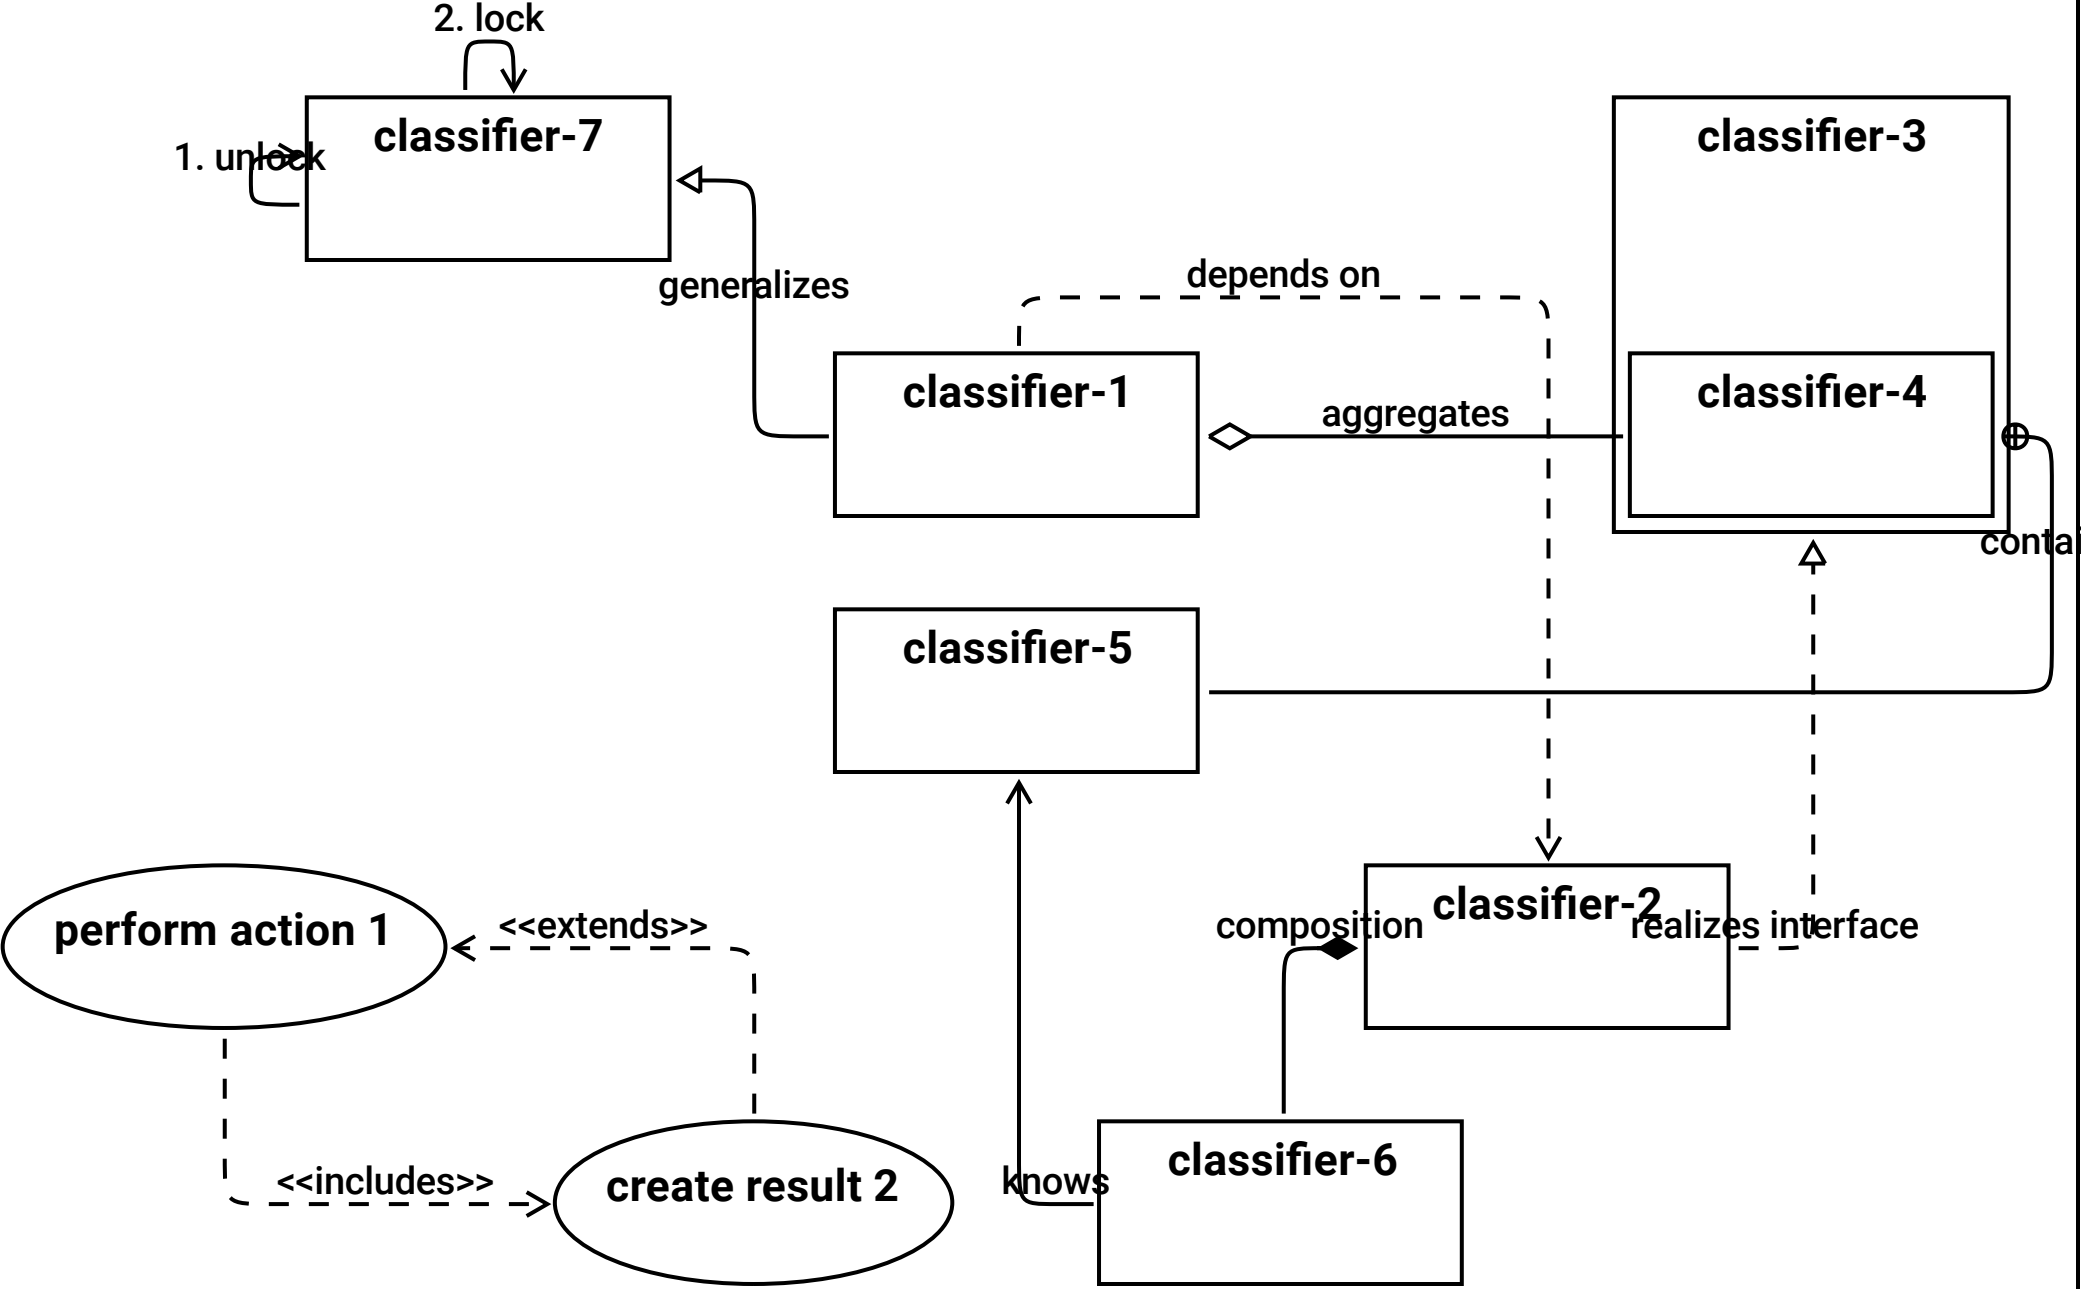 2. lock
classifier-7
classifier-3
1. unlock
depends on
generalizes
classifier-1
aggregates
classifier-4
contai
classifier-5
classifier-2
perform action 1
<<extends>>
composition
realizes interface
classifier-6
<<includes>>
create result 2
knows